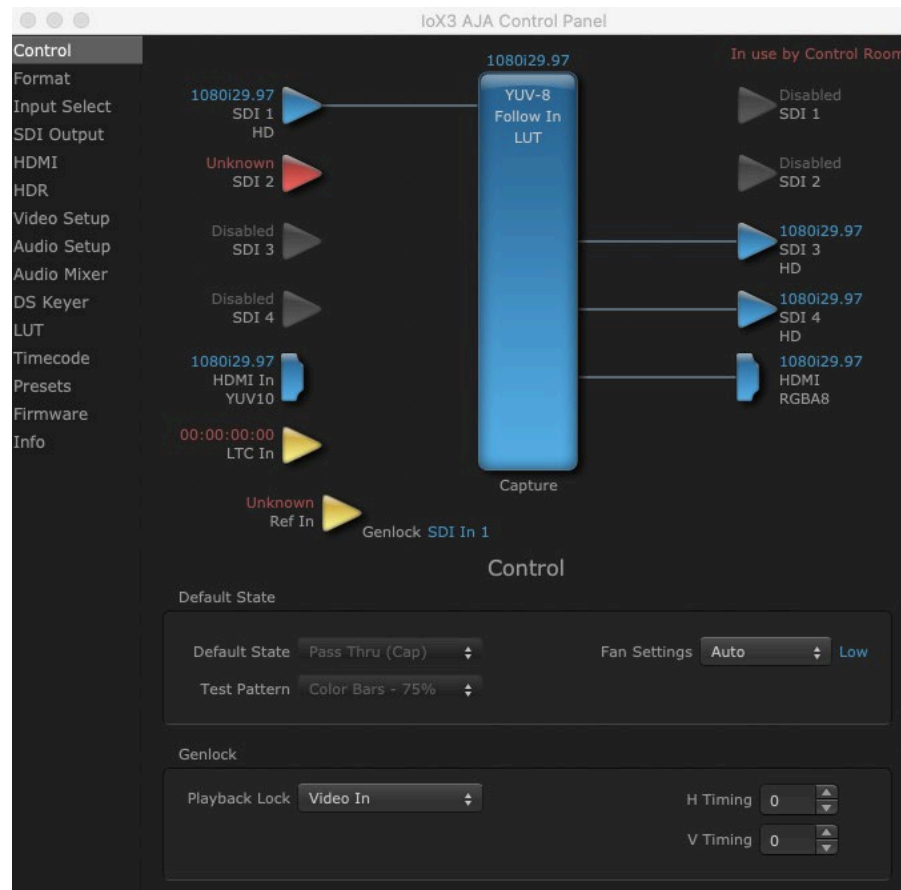 IoX3 AJA Control Panel
Control
Format
Input Select
SDI Output
HDMI
HDR
Video Setup
Audio Setup
Audio Mixer
DS Keyer
LUT
Timecode
Presets
Firmware
Info
1080i29.97
In use by Control Room
1080i29.97
SDI 1
HD
Unknown
SDI 2
Disabled
SDI 3
Disabled
SDI 4
1080i29.97
HDMI In
YUV10
00:00:00:00
LTC In
Unknown
Ref In
Genlock SDI In 1
YUV-8
Follow In
LUT
Capture
Disabled
SDI 1
Disabled
SDI 2
1080i29.97
SDI 3
HD
1080i29.97
SDI 4
HD
1080i29.97
HDMI
RGBA8
Control
Default State
Default State Pass Thru (Cap)
Fan Settings Auto Low
Test Pattern Color Bars - 75%
Genlock
Playback Lock Video In
H Timing 0
V Timing 0